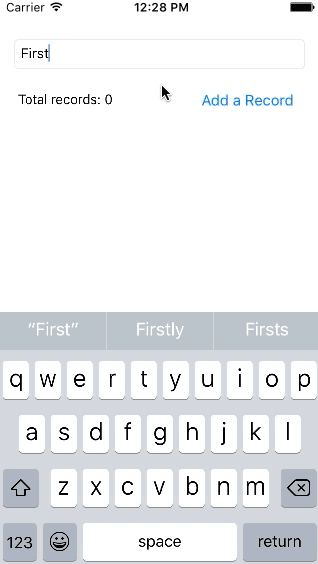 Carrier 12:28 PM
First
Total records: 0 Add a Record
“First” Firstly Firsts
q w e r t y u i o p
a s d f g h j k l
z x c v b n m
123 space return